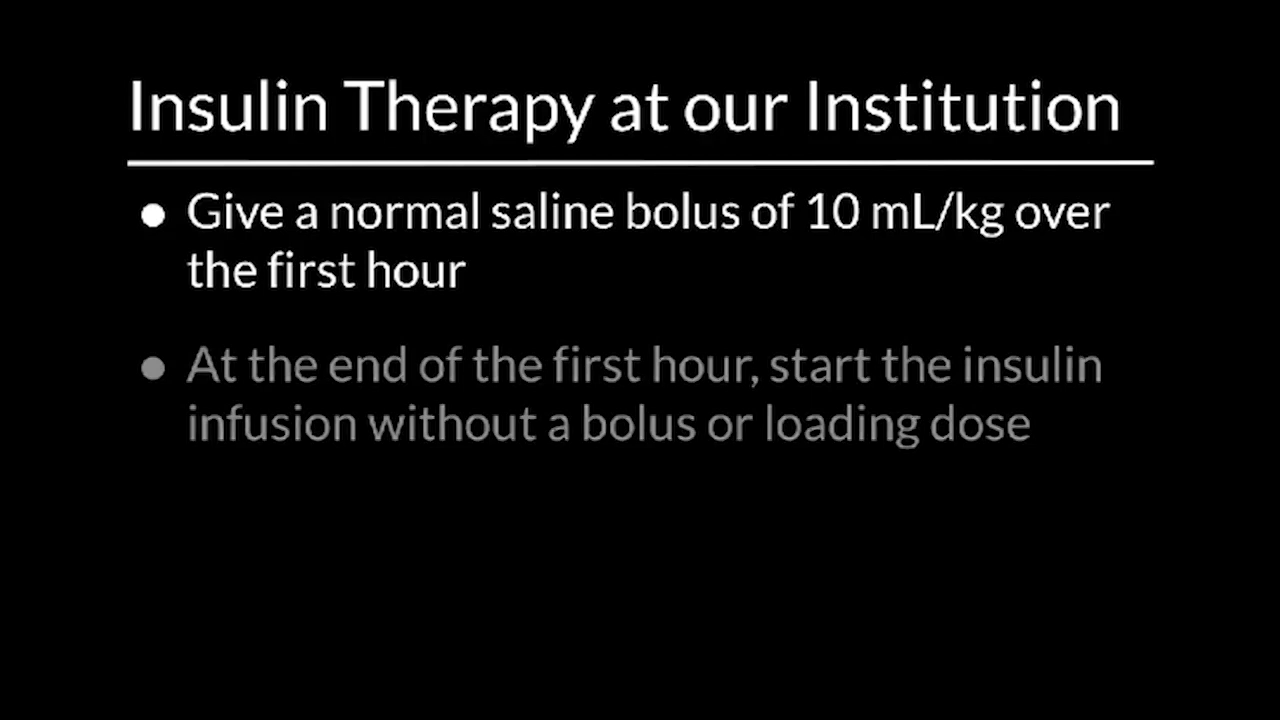 Insulin Therapy at our Institution
● Give a normal saline bolus of 10 mL/kg over
the first hour
● At the end of the first hour, start the insulin
infusion without a bolus or loading dose